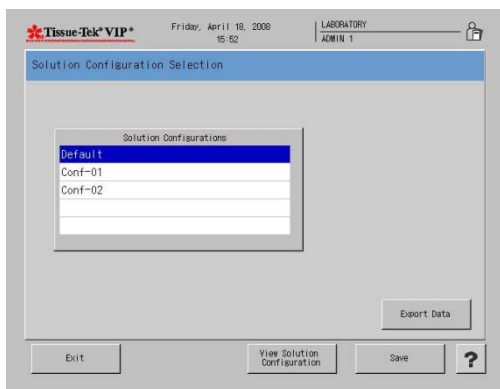 Tissue-Tek® VIP®
Friday, April 18, 2008
15:52
LABORATORY
ADMIN 1
Solution Configuration Selection
Solution Configurations
Default
Conf-01
Conf-02
Export Data
Exit
View Solution
Configuration
Save
?